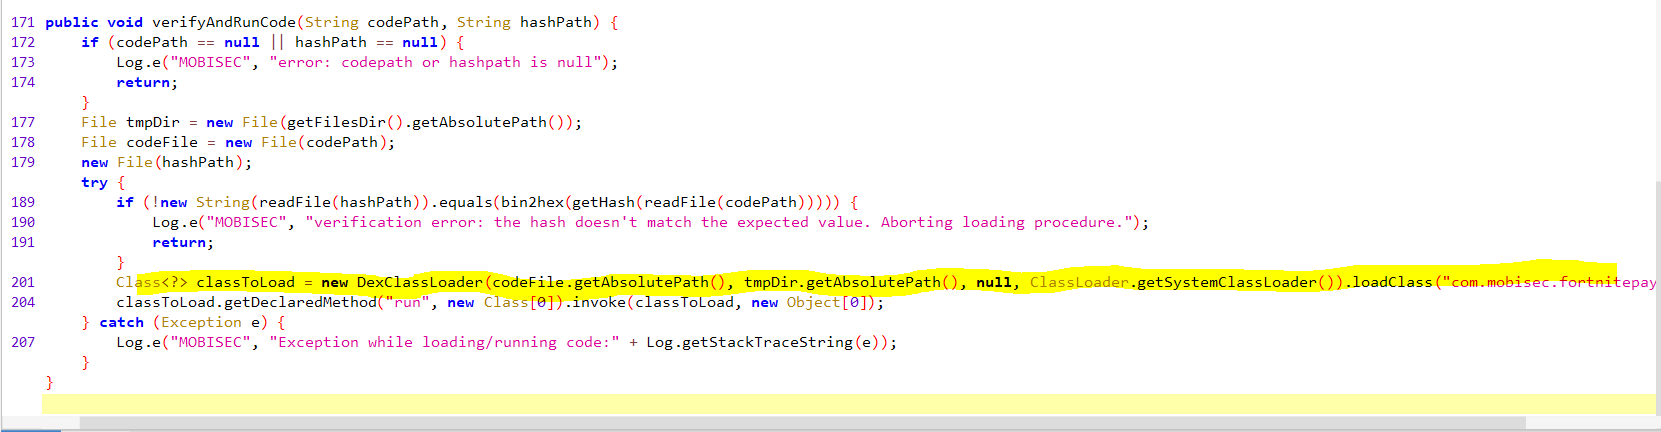 171 public void verifyAndRunCode(String codePath, String hashPath) {
172 if (codePath == null || hashPath == null) {
173 Log.e("MOBISEC", "error: codepath or hashpath is null");
174 return;
}
177 File tmpDir = new File(getFilesDir().getAbsolutePath());
178 File codeFile = new File(codePath);
179 new File(hashPath);
try {
189 if (!new String(readFile(hashPath)).equals(bin2hex(getHash(readFile(codePath))))) {
190 Log.e("MOBISEC", "verification error: the hash doesn't match the expected value. Aborting loading procedure.");
191 return;
}
201 Class<?> classToLoad = new DexClassLoader(codeFile.getAbsolutePath(), tmpDir.getAbsolutePath(), null, ClassLoader.getSystemClassLoader()).loadClass("com.mobisec.fortnitepay
204 classToLoad.getDeclaredMethod("run", new Class[0]).invoke(classToLoad, new Object[0]);
} catch (Exception e) {
207 Log.e("MOBISEC", "Exception while loading/running code:" + Log.getStackTraceString(e));
}
}